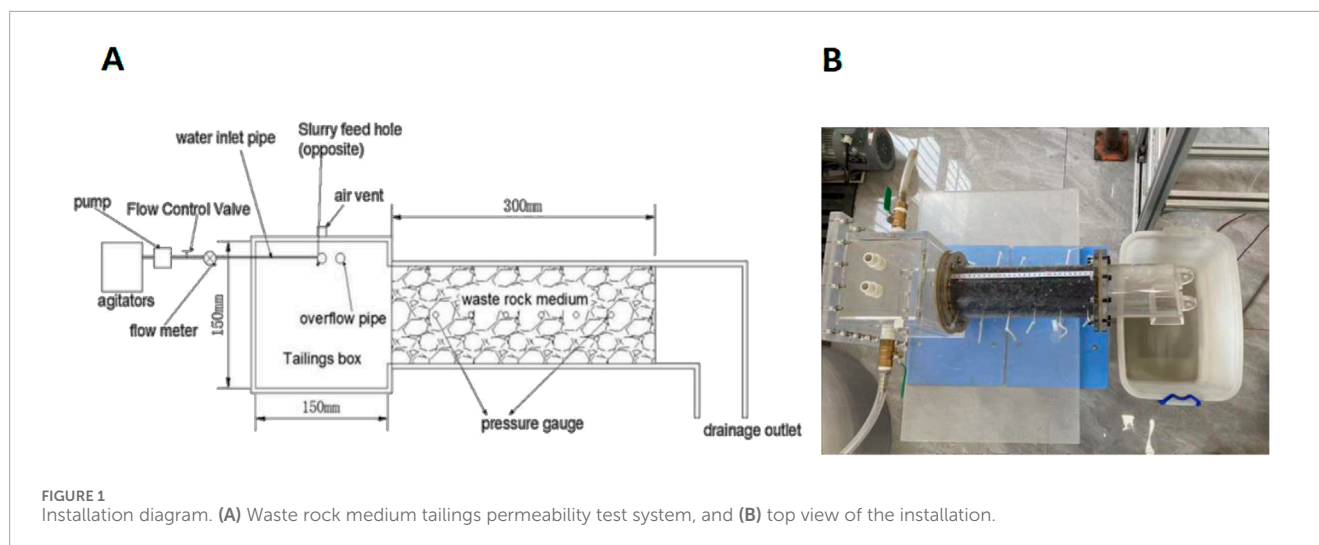 A
B
Slurry feed hole
(opposite)
water inlet pipe
air vent
300mm
pump
Flow Control Valve
waste rock medium
agitators
150mm
overflow pipe
flow meter
Tailings box
150mm
pressure gauge
drainage outlet
FIGURE 1
Installation diagram. (A) Waste rock medium tailings permeability test system, and (B) top view of the installation.